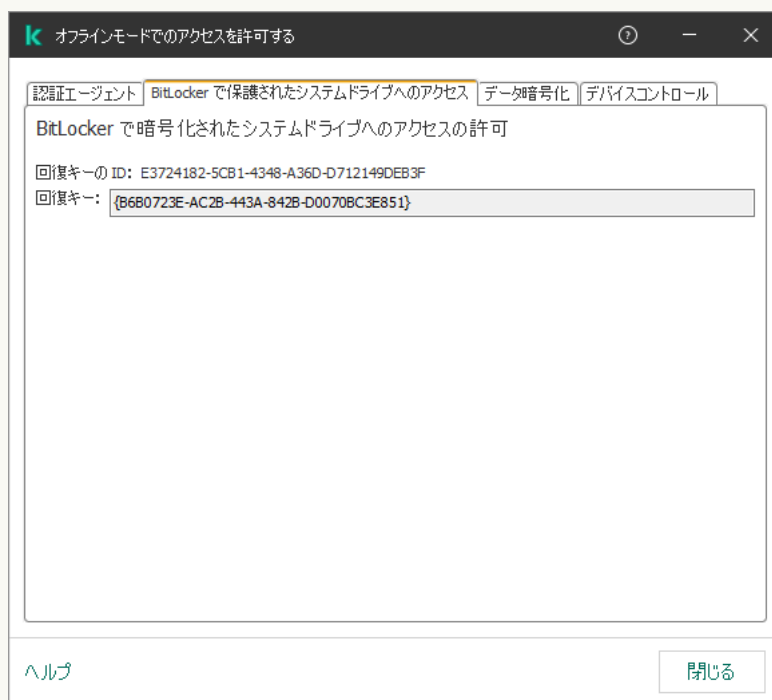 オフラインモードでのアクセスを許可する
認証エージェント BitLocker で保護されたシステムドライブへのアクセス データ暗号化 デバイスコントロール
BitLocker で暗号化されたシステムドライブへのアクセスの許可
回復キーの ID: E3724182-5CB1-4348-A36D-D712149DEB3F
回復キー: {B6B0723E-AC2B-443A-842B-D0070BC3E851}
ヘルプ 閉じる